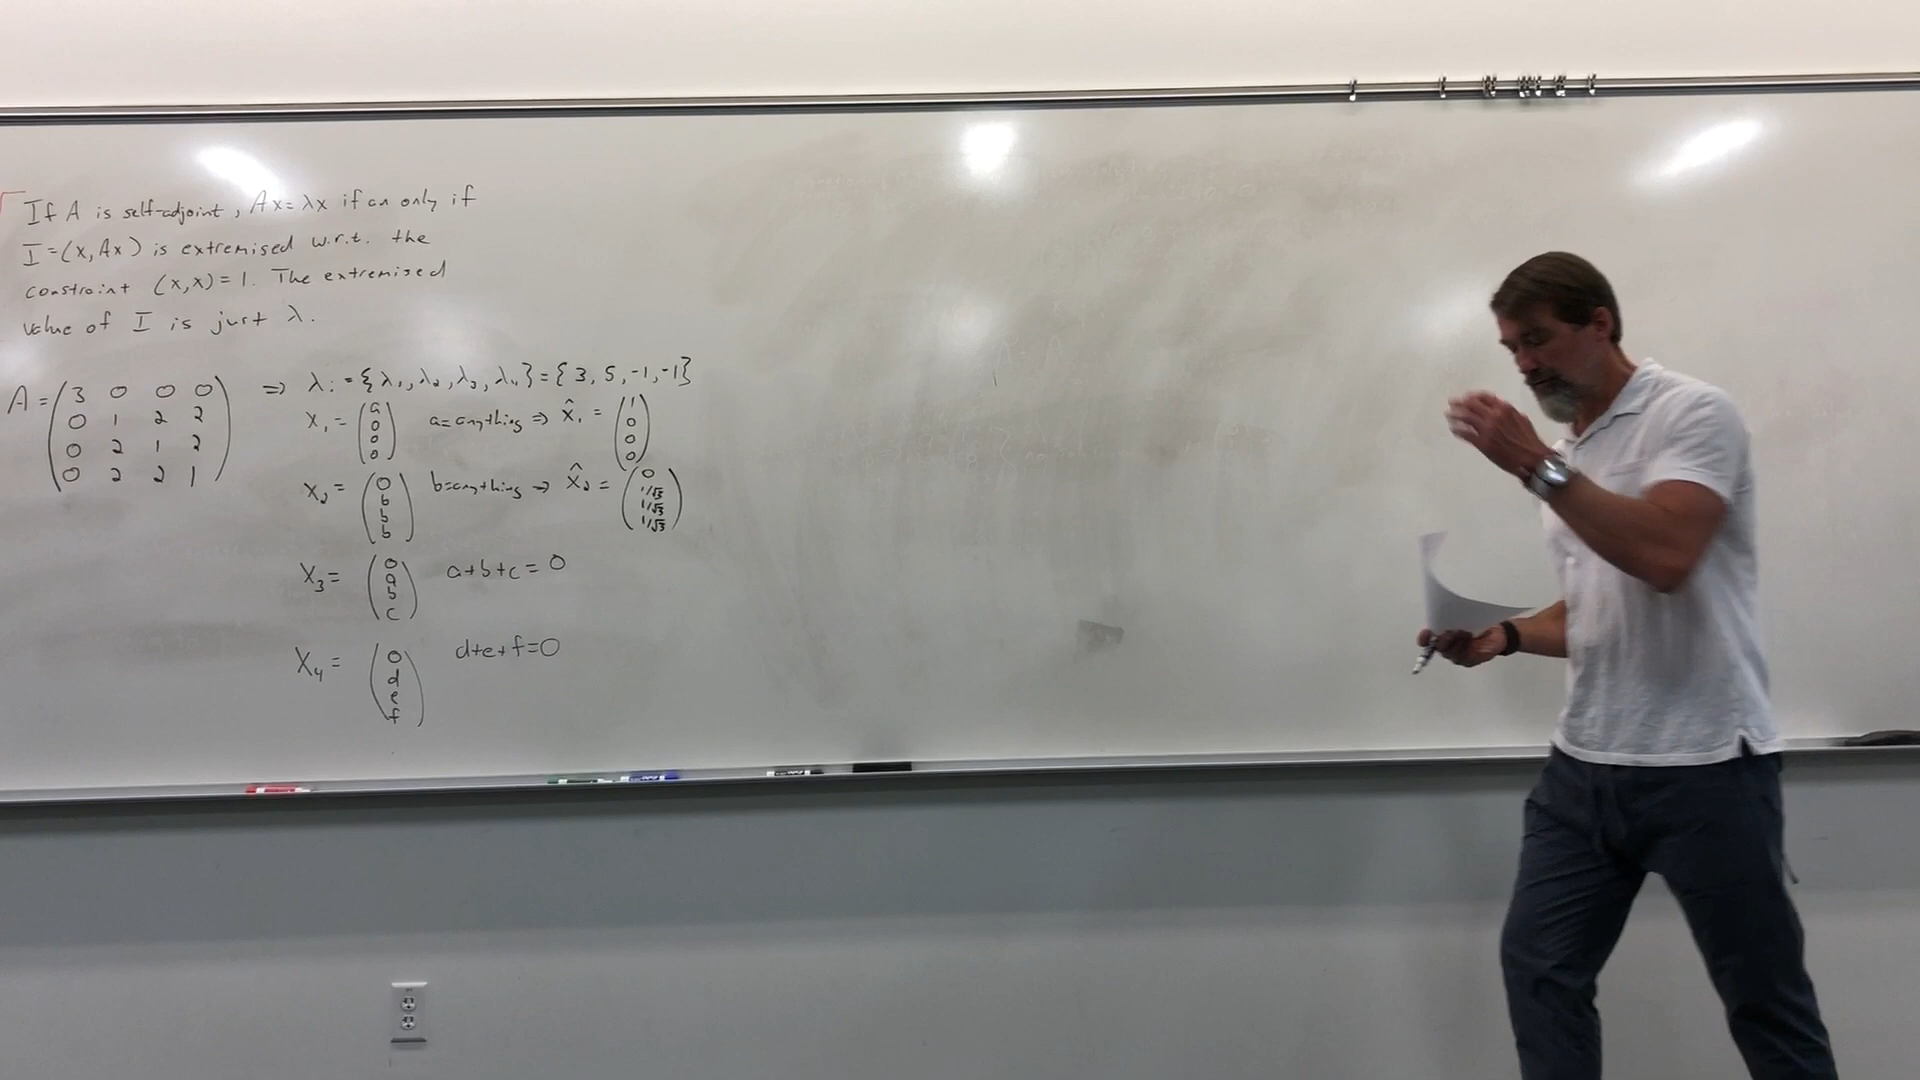 If A is self-adjoint, Ax=λx if an only if
I=(x,Ax) is extremised w.r.t. the
constraint (x,x)=1. The extremised
value of I is just λ.
A = (3 0 0 0
0 1 2 2
0 2 1 2
0 2 2 1)
⇒ λi = {λ1, λ2, λ3, λ4} = {3, 5, -1, -1}
x1 = (a 0 0 0) a=anything ⇒ x̂1 = (1 0 0 0)
x2 = (0 b b b) b=anything ⇒ x̂2 = (0 1/√3 1/√3 1/√3)
x3 = (0 a b c) a+b+c=0
x4 = (0 d e f) d+e+f=0